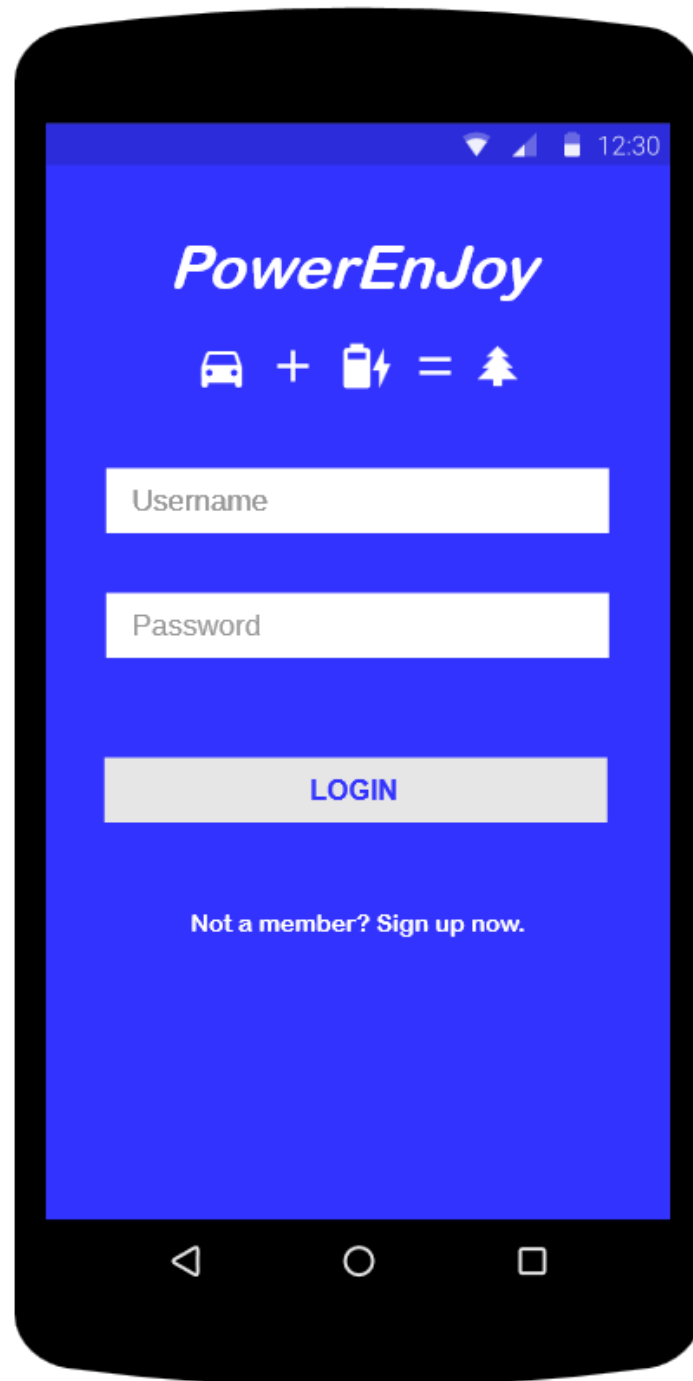 12:30
PowerEnJoy
+ =
Username
Password
LOGIN
Not a member? Sign up now.